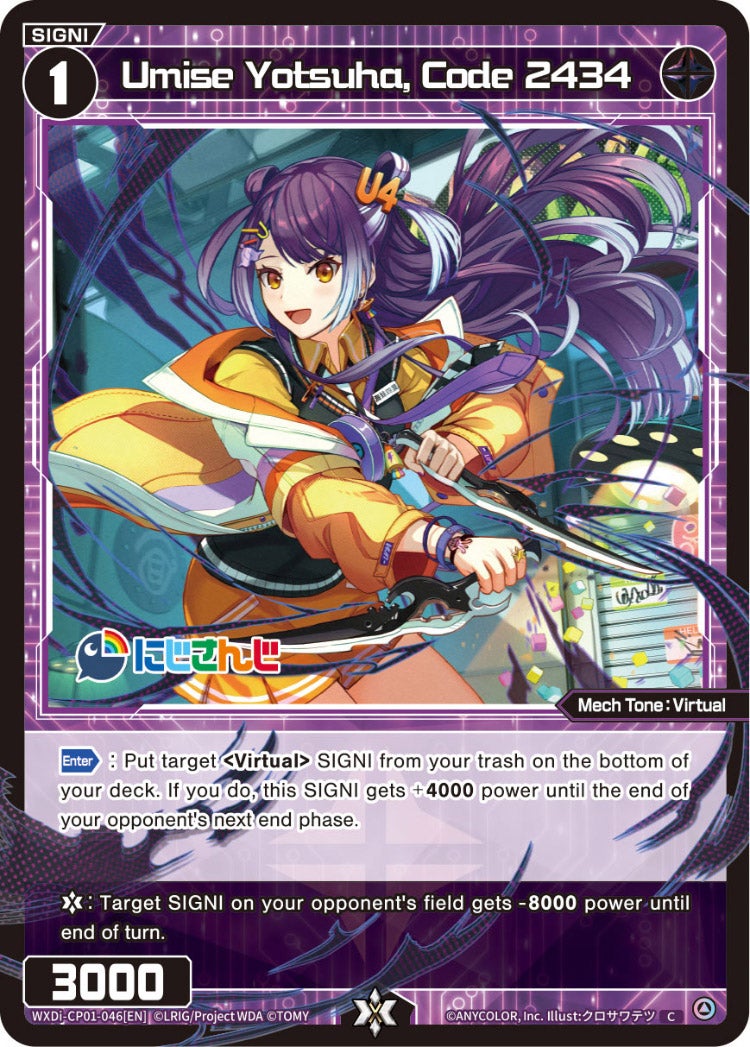 SIGNI
1
Umise Yotsuha, Code 2434
U4
にじさんじ
Mech Tone:Virtual
Enter : Put target <Virtual> SIGNI from your trash on the bottom of
your deck. If you do, this SIGNI gets +4000 power until the end of
your opponent's next end phase.
: Target SIGNI on your opponent's field gets -8000 power until
end of turn.
3000
WXDi-CP01-046[EN] ©LRIG/Project WDA ©TOMY
©ANYCOLOR, Inc. Illust:クロサワテツ C